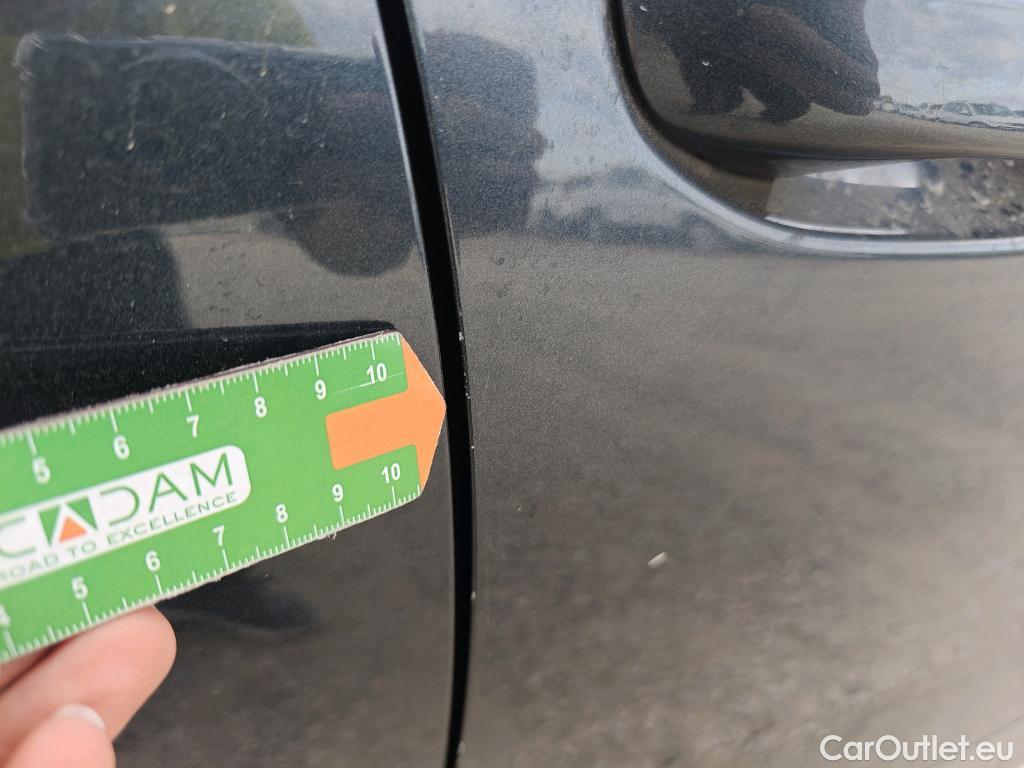 5 6 7 8 9 10
CADAM
ROAD TO EXCELLENCE
4 5 6 7 8 9 10
CarOutlet.eu